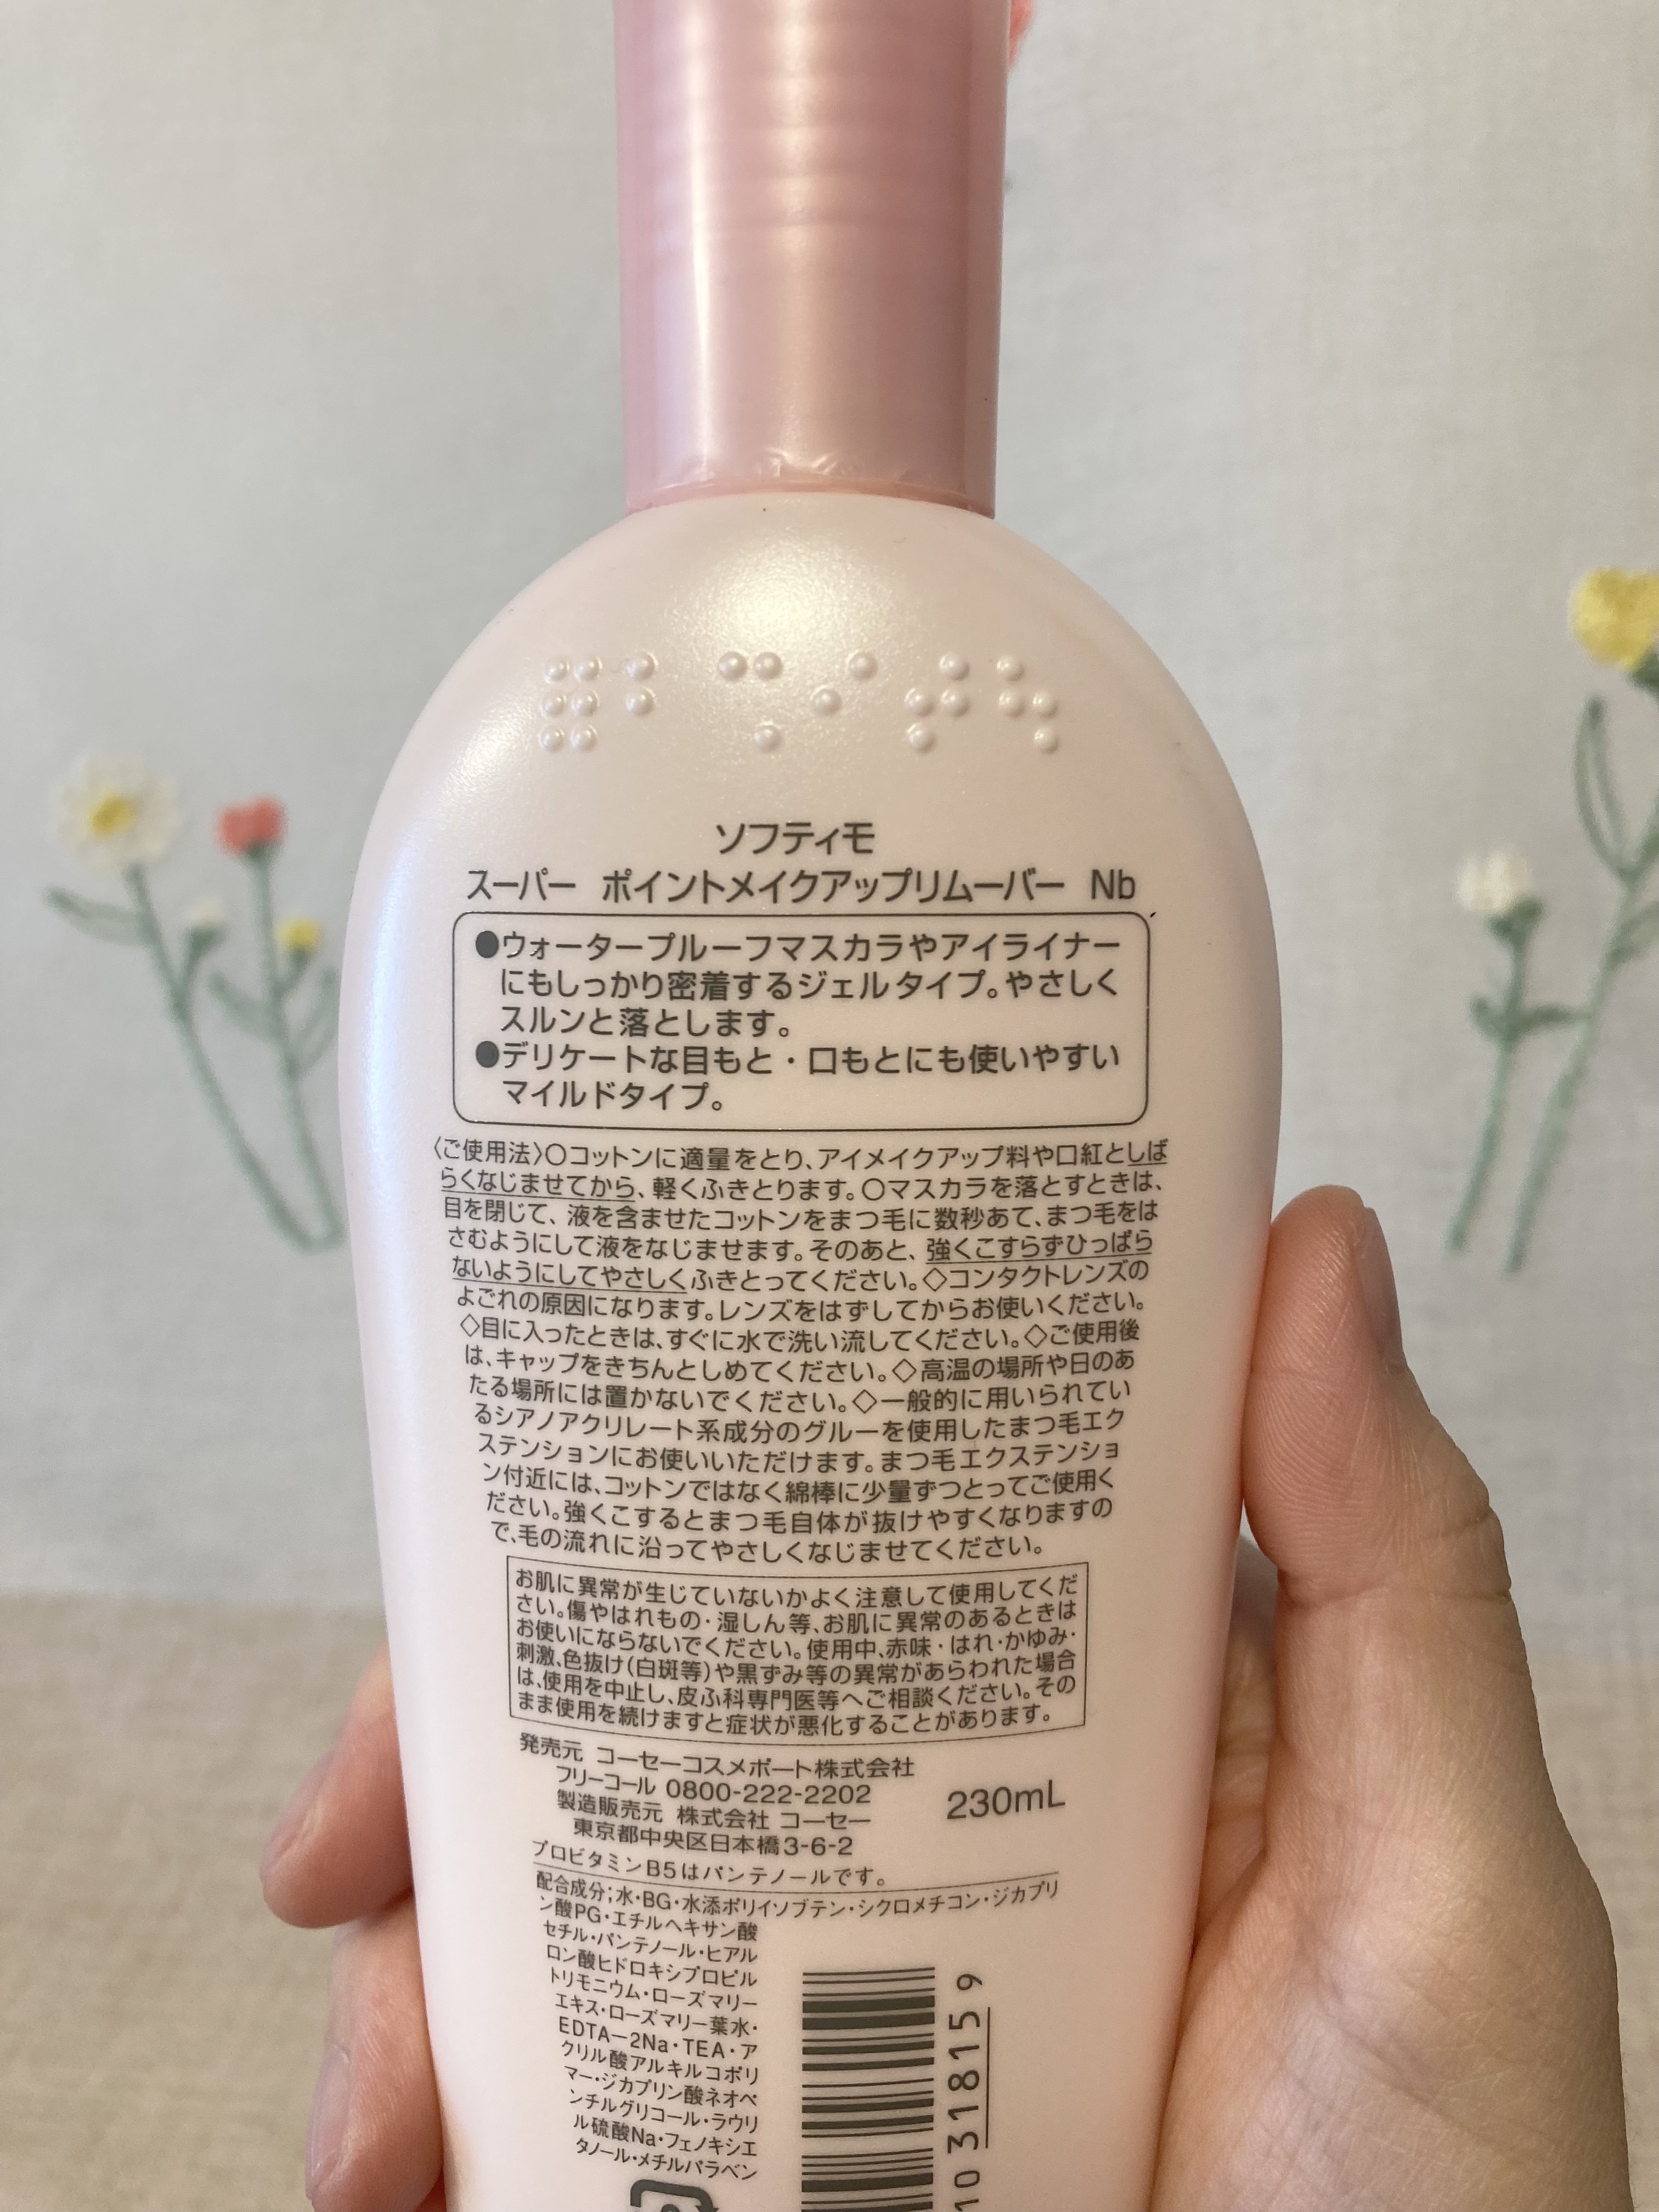 ソフティモ
スーパー ポイントメイクアップリムーバー Nb
●ウォータープルーフマスカラやアイライナー
にもしっかり密着するジェルタイプ。やさしく
スルンと落とします。
●デリケートな目もと・口もとにも使いやすい
マイルドタイプ。
〈ご使用法〉○コットンに適量をとり、アイメイクアップ料や口紅としば
らくなじませてから、軽くふきとります。○マスカラを落とすときは、
目を閉じて、液を含ませたコットンをまつ毛に数秒あて、まつ毛をは
さむようにして液をなじませます。そのあと、強くこすらずひっぱら
ないようにしてやさしくふきとってください。◇コンタクトレンズの
よごれの原因になります。レンズをはずしてからお使いください。
◇目に入ったときは、すぐに水で洗い流してください。◇ご使用後
は、キャップをきちんとしめてください。◇高温の場所や日のあ
たる場所には置かないでください。◇一般的に用いられてい
るシアノアクリレート系成分のグルーを使用したまつ毛エク
ステンションにお使いいただけます。まつ毛エクステンショ
ン付近には、コットンではなく綿棒に少量ずつとってご使用く
ださい。強くこするとまつ毛自体が抜けやすくなりますの
で、毛の流れに沿ってやさしくなじませてください。
お肌に異常が生じていないかよく注意して使用してくだ
さい。傷やはれもの・湿しん等、お肌に異常のあるときは
お使いにならないでください。使用中、赤味・はれ・かゆみ・
刺激、色抜け(白斑等)や黒ずみ等の異常があらわれた場合
は、使用を中止し、皮ふ科専門医等へご相談ください。その
まま使用を続けますと症状が悪化することがあります。
発売元 コーセーコスメポート株式会社
フリーコール 0800-222-2202
製造販売元 株式会社 コーセー
東京都中央区日本橋3-6-2
230mL
プロビタミンB5はパンテノールです。
配合成分;水・BG・水添ポリイソブテン・シクロメチコン・ジカプリ
ン酸PG・エチルヘキサン酸
セチル・パンテノール・ヒアル
ロン酸ヒドロキシプロピル
トリモニウム・ローズマリー
エキス・ローズマリー葉水・
EDTA-2Na・TEA・ア
クリル酸アルキルコポリ
マー・ジカプリン酸ネオペ
ンチルグリコール・ラウリ
ル硫酸Na・フェノキシエ
タノール・メチルパラベン
10 318159